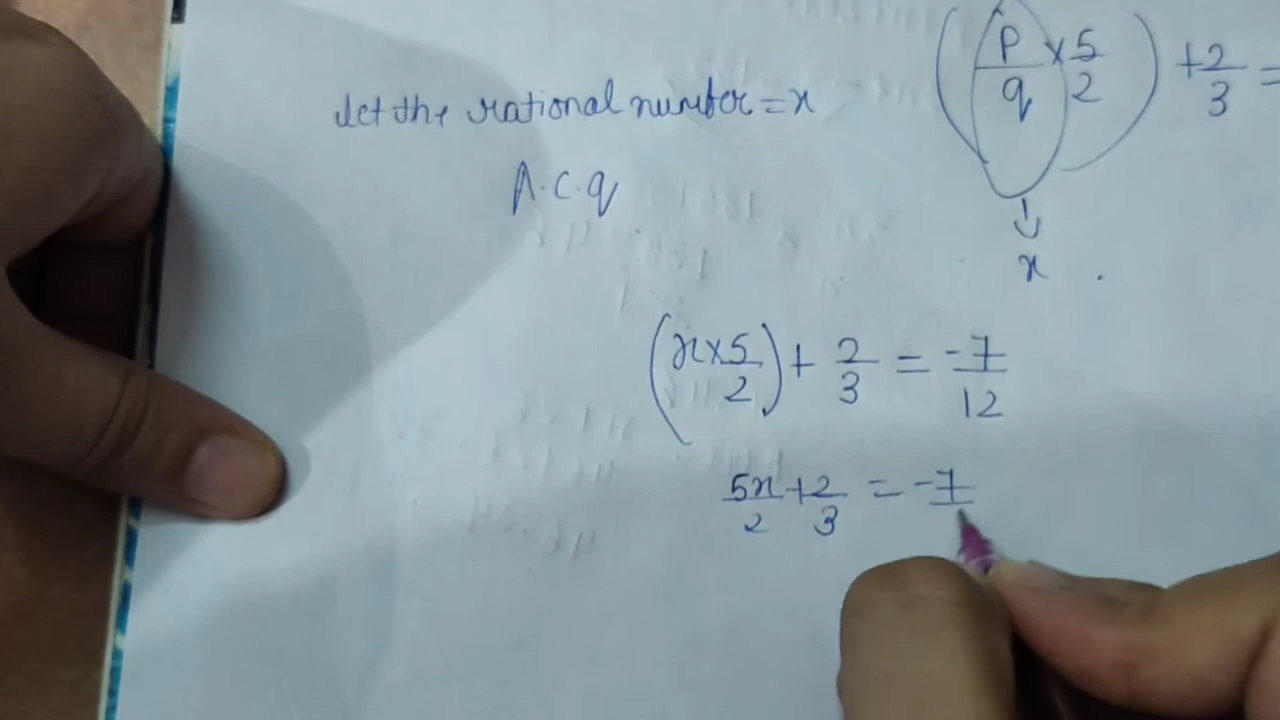 (p/q × 5/2) + 2/3 =
let the rational number = x
A.C.q
↓
x .
(x × 5/2) + 2/3 = -7/12
5x/2 + 2/3 = -7/